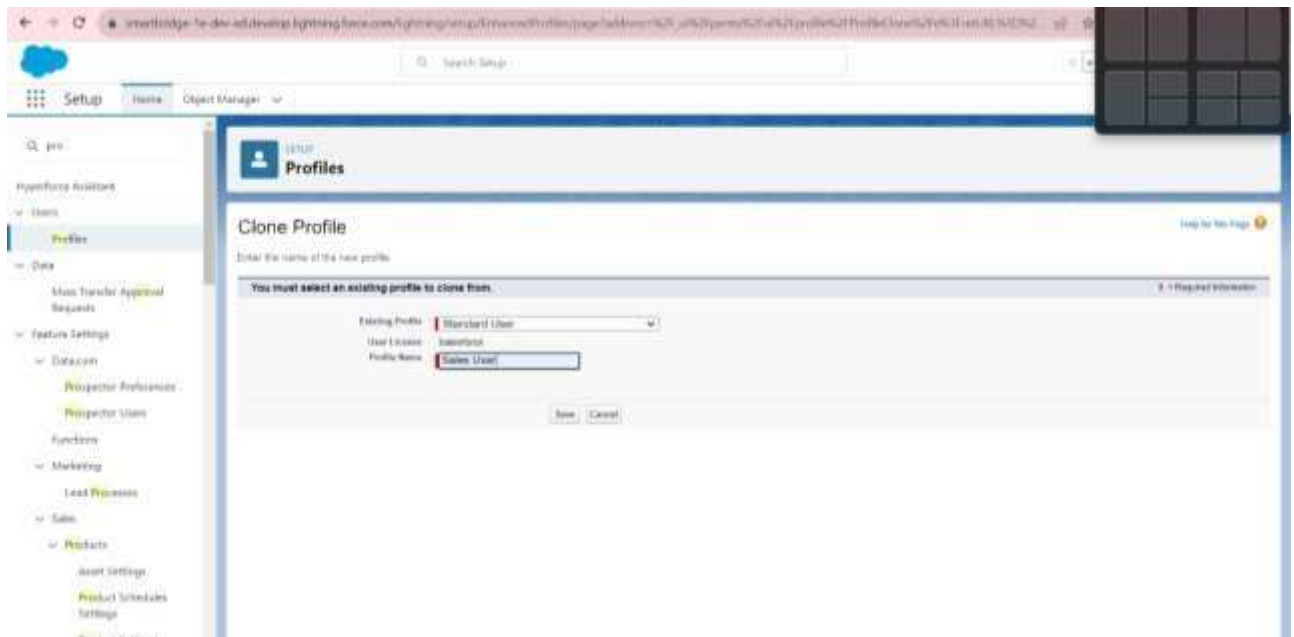 Search Setup
Setup
Home
Object Manager
pro
Hyperforce Assistant
Users
Profiles
Data
Mass Transfer Approval
Requests
Feature Settings
Data.com
Prospector Preferences
Prospector Users
Functions
Marketing
Lead Processes
Sales
Products
Asset Settings
Product Schedules
Settings
SETUP
Profiles
Clone Profile
Help for this Page
Enter the name of the new profile.
You must select an existing profile to clone from.
= Required Information
Existing Profile
Standard User
User License
Salesforce
Profile Name
Sales User
Save
Cancel